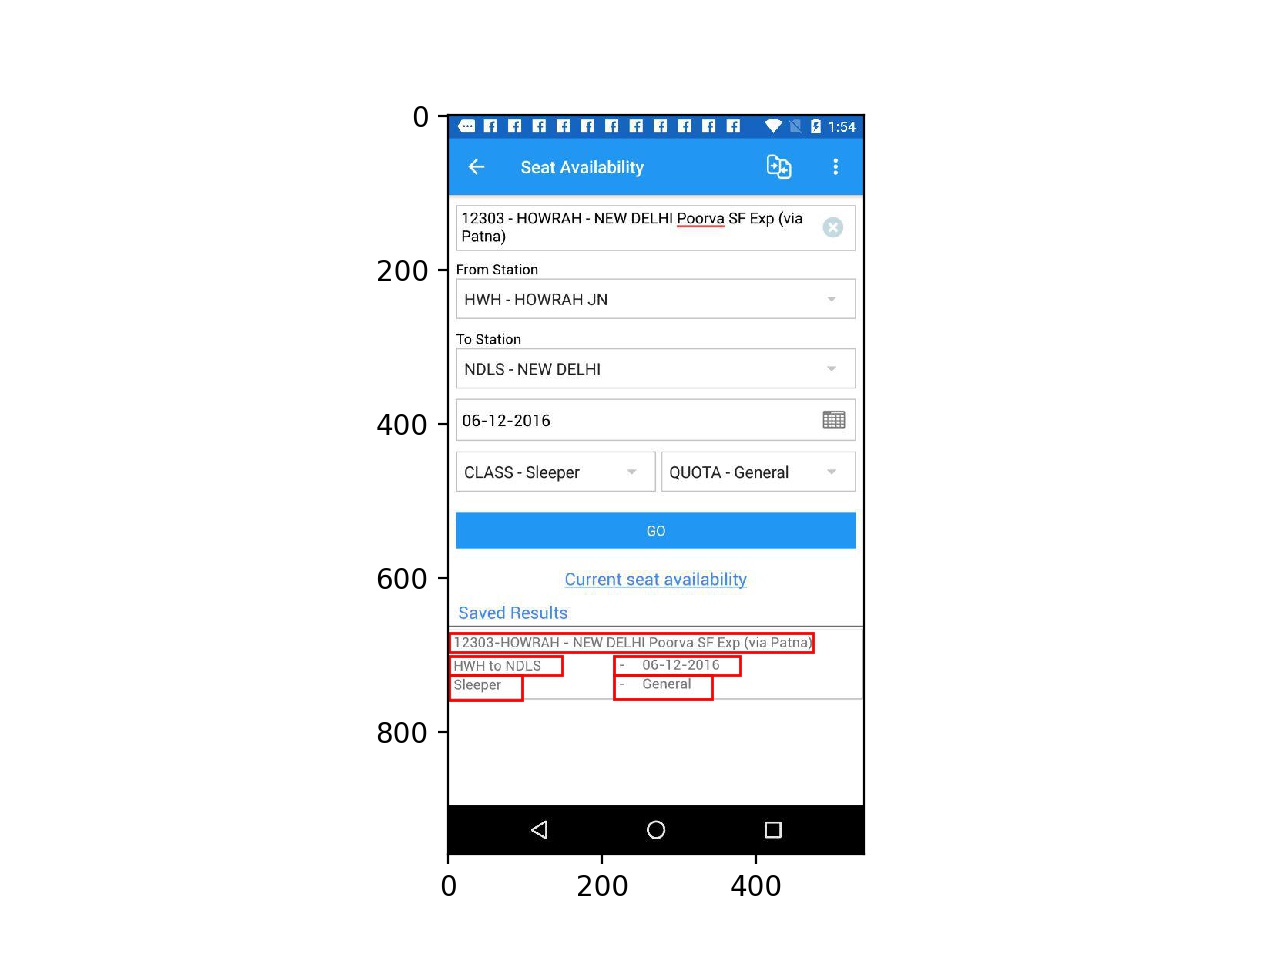 1:54
Seat Availability
12303 - HOWRAH - NEW DELHI Poorva SF Exp (via
Patna)
From Station
HWH - HOWRAH JN
To Station
NDLS - NEW DELHI
06-12-2016
CLASS - Sleeper QUOTA - General
GO
Current seat availability
Saved Results
12303-HOWRAH - NEW DELHI Poorva SF Exp (via Patna)
HWH to NDLS - 06-12-2016
Sleeper - General
0
200
400
600
800
0 200 400